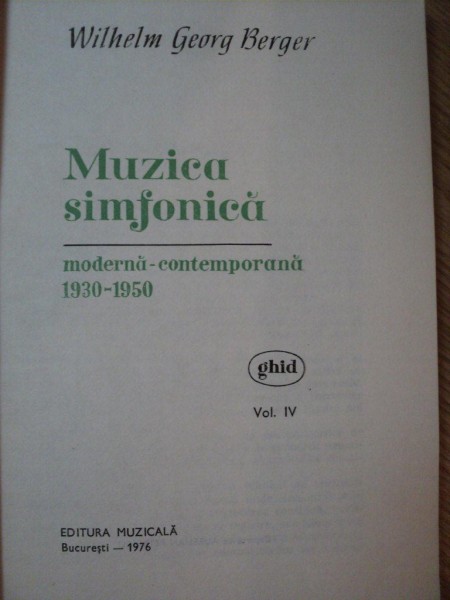 Wilhelm Georg Berger
Muzica
simfonică
modernă-contemporană
1930-1950
ghid
Vol. IV
EDITURA MUZICALĂ
București — 1976